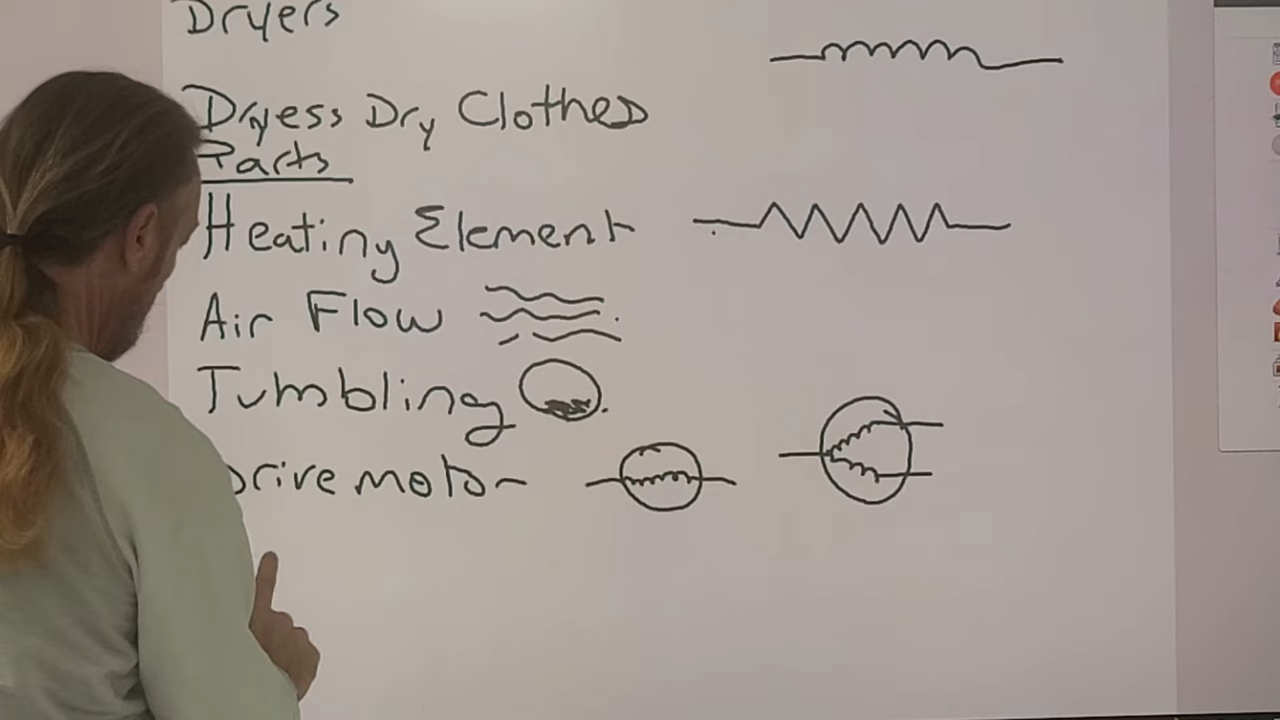 Dryers
Dryess Dry Clothes
Parts
Heating Element
Air Flow
Tumbling
Drive motor